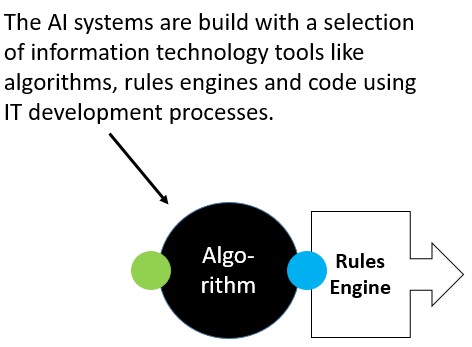 The AI systems are build with a selection
of information technology tools like
algorithms, rules engines and code using
IT development processes.
Algo-
rithm
Rules
Engine